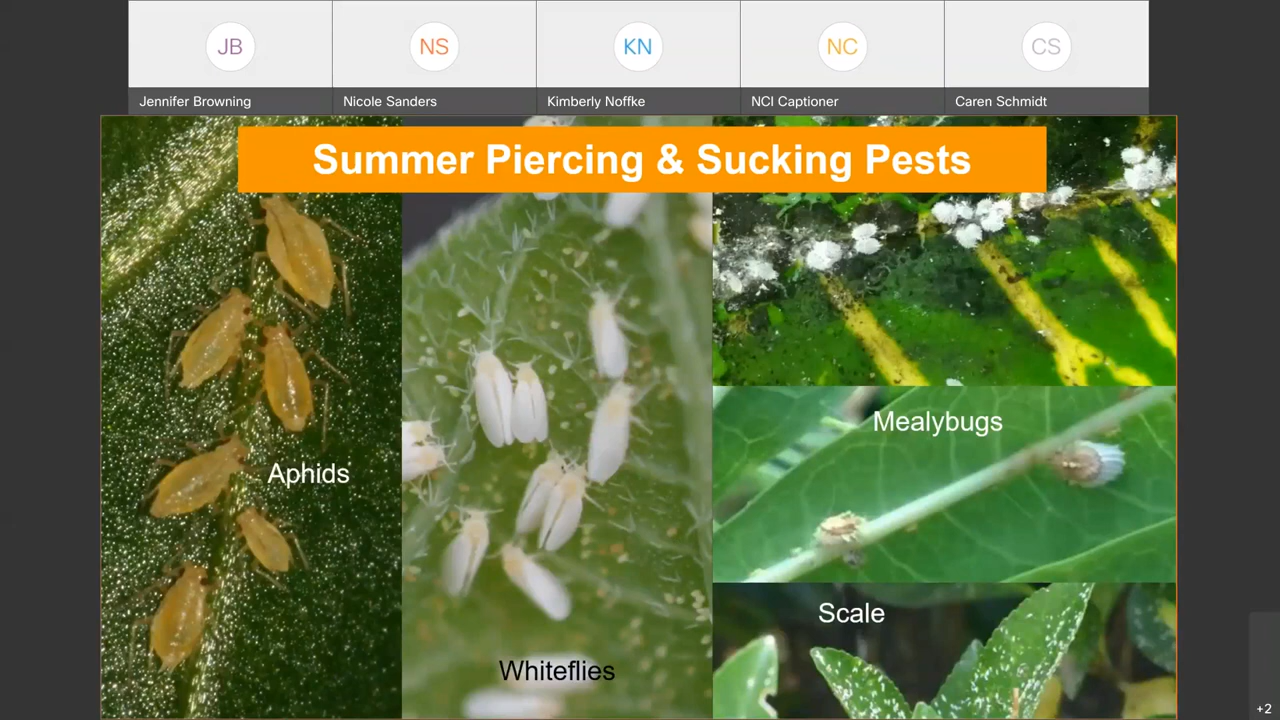 JB
NS
KN
NC
CS
Jennifer Browning
Nicole Sanders
Kimberly Noffke
NCI Captioner
Caren Schmidt
Summer Piercing & Sucking Pests
Mealybugs
Aphids
Scale
Whiteflies
+2